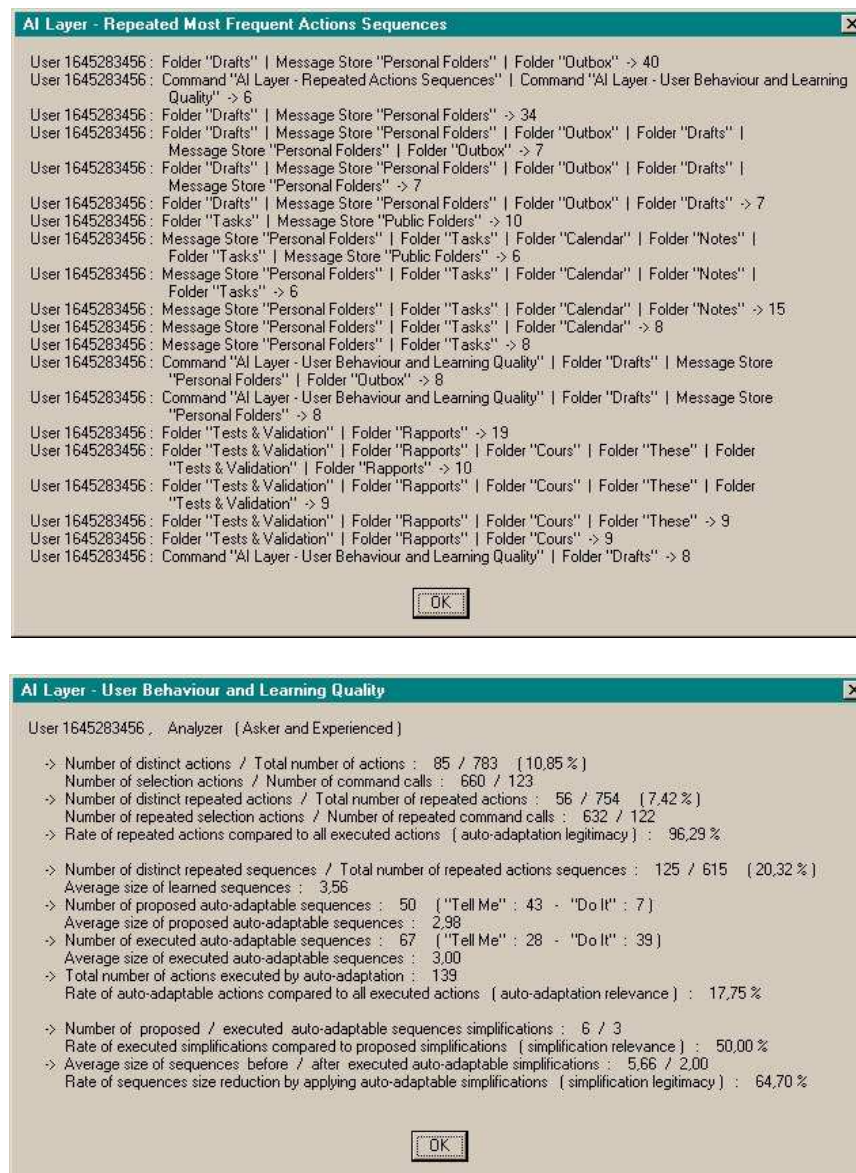 AI Layer - Repeated Most Frequent Actions Sequences
User 1645283456 : Folder "Drafts" | Message Store "Personal Folders" | Folder "Outbox" -> 40
User 1645283456 : Command "AI Layer - Repeated Actions Sequences" | Command "AI Layer - User Behaviour and Learning
Quality" -> 6
User 1645283456 : Folder "Drafts" | Message Store "Personal Folders" -> 34
User 1645283456 : Folder "Drafts" | Message Store "Personal Folders" | Folder "Outbox" | Folder "Drafts" |
Message Store "Personal Folders" | Folder "Outbox" -> 7
User 1645283456 : Folder "Drafts" | Message Store "Personal Folders" | Folder "Outbox" | Folder "Drafts" |
Message Store "Personal Folders" -> 7
User 1645283456 : Folder "Drafts" | Message Store "Personal Folders" | Folder "Outbox" | Folder "Drafts" -> 7
User 1645283456 : Folder "Tasks" | Message Store "Public Folders" -> 10
User 1645283456 : Message Store "Personal Folders" | Folder "Tasks" | Folder "Calendar" | Folder "Notes" |
Folder "Tasks" | Message Store "Public Folders" -> 6
User 1645283456 : Message Store "Personal Folders" | Folder "Tasks" | Folder "Calendar" | Folder "Notes" |
Folder "Tasks" -> 6
User 1645283456 : Message Store "Personal Folders" | Folder "Tasks" | Folder "Calendar" | Folder "Notes" -> 15
User 1645283456 : Message Store "Personal Folders" | Folder "Tasks" | Folder "Calendar" -> 8
User 1645283456 : Message Store "Personal Folders" | Folder "Tasks" -> 8
User 1645283456 : Command "AI Layer - User Behaviour and Learning Quality" | Folder "Drafts" | Message Store
"Personal Folders" | Folder "Outbox" -> 8
User 1645283456 : Command "AI Layer - User Behaviour and Learning Quality" | Folder "Drafts" | Message Store
"Personal Folders" -> 8
User 1645283456 : Folder "Tests & Validation" | Folder "Rapports" -> 19
User 1645283456 : Folder "Tests & Validation" | Folder "Rapports" | Folder "Cours" | Folder "These" | Folder
"Tests & Validation" | Folder "Rapports" -> 10
User 1645283456 : Folder "Tests & Validation" | Folder "Rapports" | Folder "Cours" | Folder "These" | Folder
"Tests & Validation" -> 9
User 1645283456 : Folder "Tests & Validation" | Folder "Rapports" | Folder "Cours" | Folder "These" -> 9
User 1645283456 : Folder "Tests & Validation" | Folder "Rapports" | Folder "Cours" -> 9
User 1645283456 : Command "AI Layer - User Behaviour and Learning Quality" | Folder "Drafts" -> 8
OK
AI Layer - User Behaviour and Learning Quality
User 1645283456 , Analyzer ( Asker and Experienced )
-> Number of distinct actions / Total number of actions : 85 / 783 ( 10,85 % )
Number of selection actions / Number of command calls : 660 / 123
-> Number of distinct repeated actions / Total number of repeated actions : 56 / 754 ( 7,42 % )
Number of repeated selection actions / Number of repeated command calls : 632 / 122
-> Rate of repeated actions compared to all executed actions ( auto-adaptation legitimacy ) : 96,29 %
-> Number of distinct repeated sequences / Total number of repeated actions sequences : 125 / 615 ( 20,32 % )
Average size of learned sequences : 3,56
-> Number of proposed auto-adaptable sequences : 50 ( "Tell Me" : 43 - "Do It" : 7 )
Average size of proposed auto-adaptable sequences : 2,98
-> Number of executed auto-adaptable sequences : 67 ( "Tell Me" : 28 - "Do It" : 39 )
Average size of executed auto-adaptable sequences : 3,00
-> Total number of actions executed by auto-adaptation : 139
Rate of auto-adaptable actions compared to all executed actions ( auto-adaptation relevance ) : 17,75 %
-> Number of proposed / executed auto-adaptable sequences simplifications : 6 / 3
Rate of executed simplifications compared to proposed simplifications ( simplification relevance ) : 50,00 %
-> Average size of sequences before / after executed auto-adaptable simplifications : 5,66 / 2,00
Rate of sequences size reduction by applying auto-adaptable simplifications ( simplification legitimacy ) : 64,70 %
OK